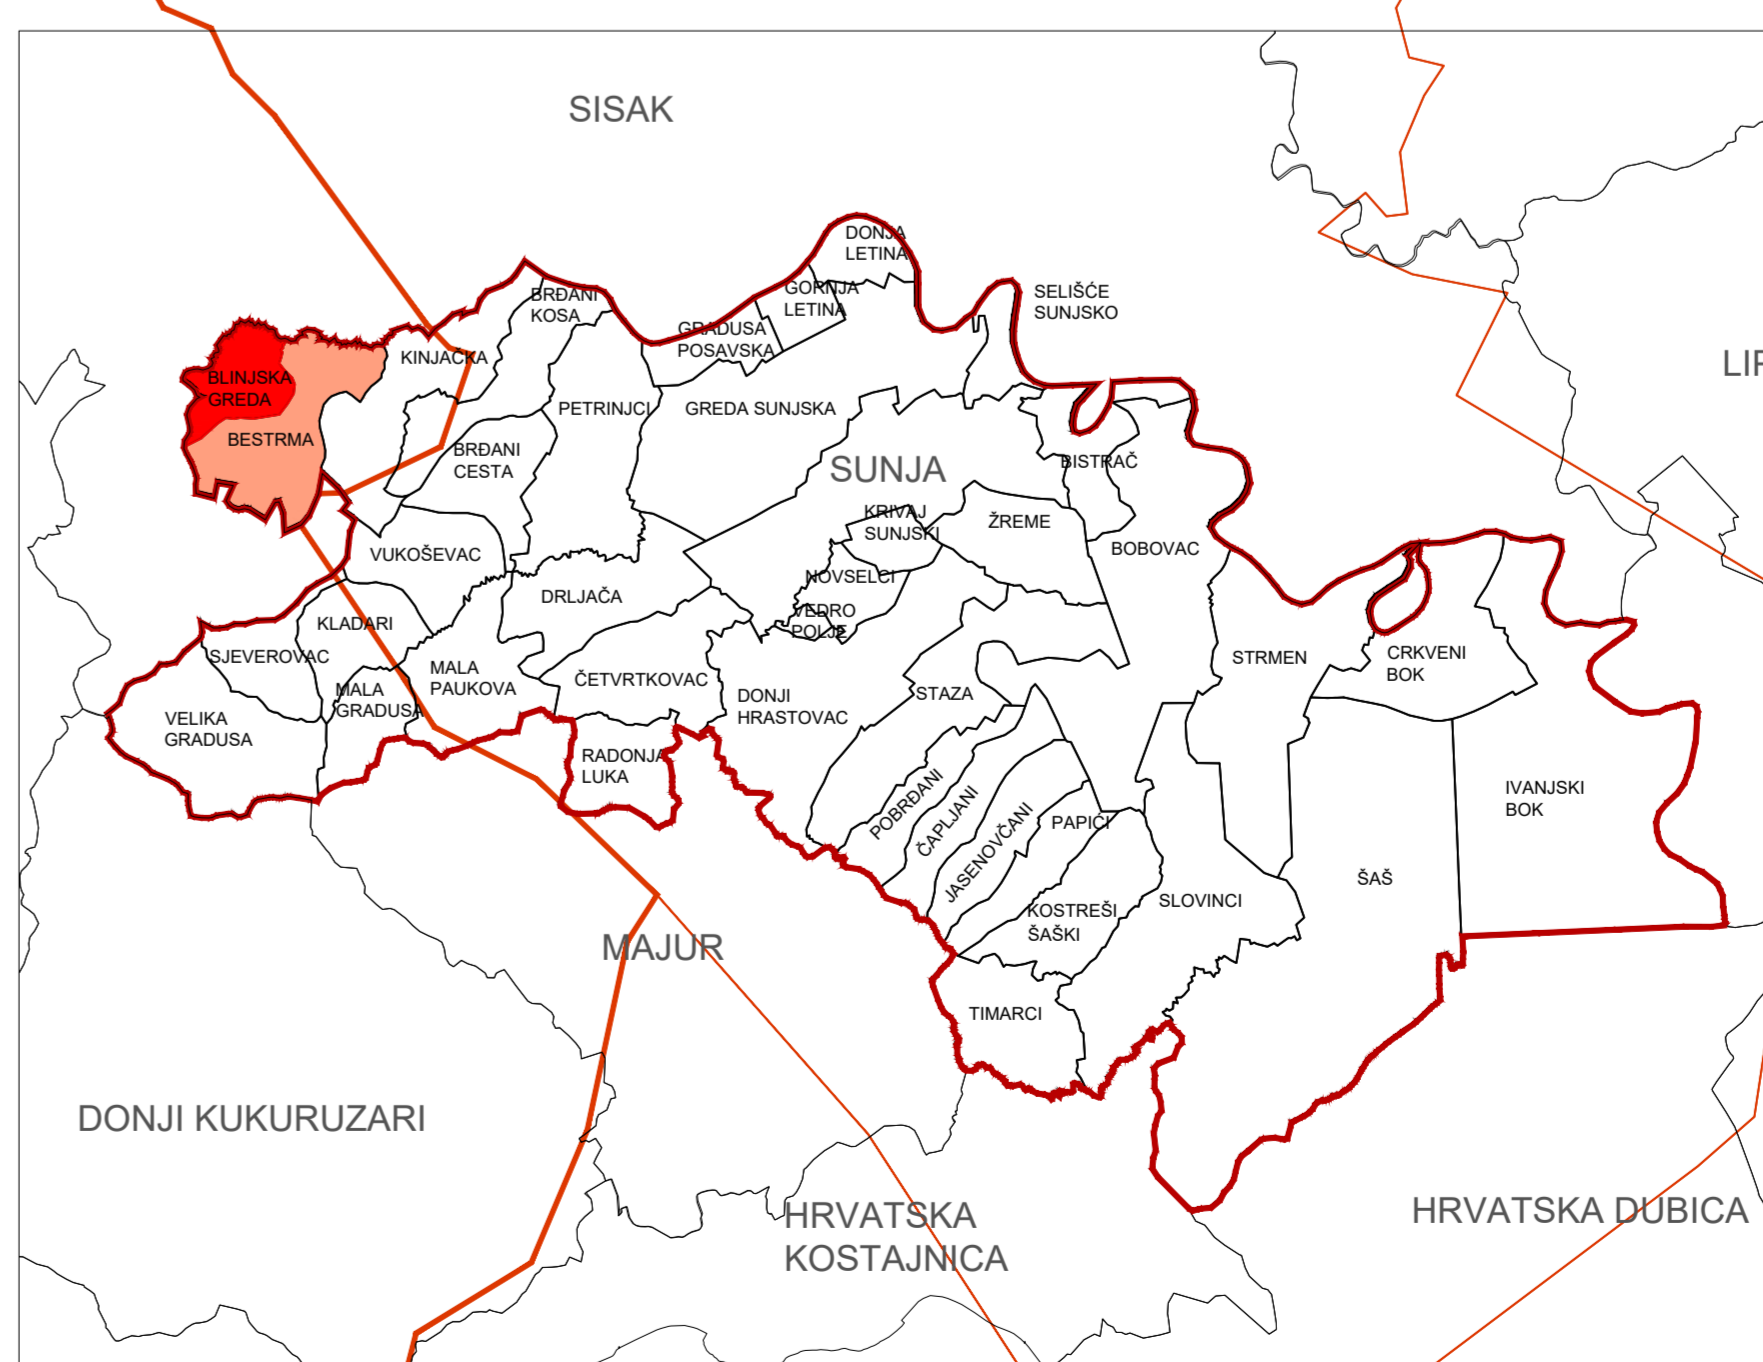 SISAK
DONJA
LETINA
GORNJA
LETINA
SELIŠĆE
SUNJSKO
BRĐANI
KOSA
GRADUSA
POSAVSKA
KINJAČKA
BLINJSKA
GREDA
LIP
PETRINJCI
GREDA SUNJSKA
BESTRMA
BRĐANI
CESTA
SUNJA
BISTRAČ
KRIVAJ
SUNJSKI
ŽREME
VUKOŠEVAC
BOBOVAC
NOVSELCI
DRLJAČA
VEDRO
POLJE
KLADARI
SJEVEROVAC
STRMEN
CRKVENI
BOK
MALA
PAUKOVA
ČETVRTKOVAC
MALA
GRADUSA
DONJI
HRASTOVAC
STAZA
VELIKA
GRADUSA
RADONJA
LUKA
IVANJSKI
BOK
POBRĐANI
ČAPLJANI
JASENOVČANI
PAPIĆI
ŠAŠ
KOSTREŠI
ŠAŠKI
SLOVINCI
MAJUR
TIMARCI
DONJI KUKURUZARI
HRVATSKA
KOSTAJNICA
HRVATSKA DUBICA